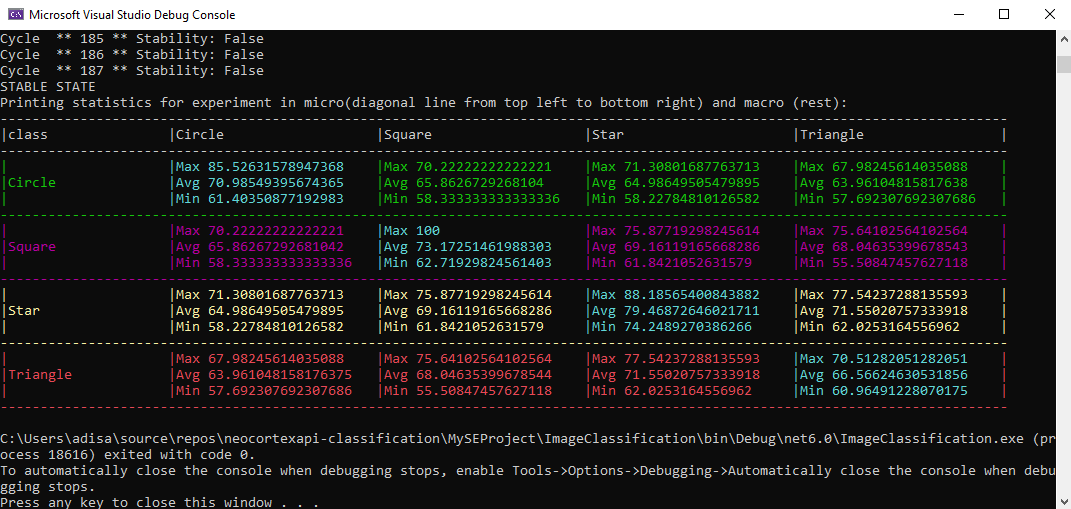 Microsoft Visual Studio Debug Console
Cycle  ** 185 ** Stability: False
Cycle  ** 186 ** Stability: False
Cycle  ** 187 ** Stability: False
STABLE STATE
Printing statistics for experiment in micro(diagonal line from top left to bottom right) and macro (rest):
|class |Circle |Square |Star |Triangle |
| |Max 85.52631578947368 |Max 70.22222222222221 |Max 71.30801687763713 |Max 67.98245614035088 |
|Circle |Avg 70.98549395674365 |Avg 65.8626729268104 |Avg 64.98649505479895 |Avg 63.96104815817638 |
| |Min 61.40350877192983 |Min 58.333333333333336 |Min 58.22784810126582 |Min 57.692307692307686 |
| |Max 70.22222222222221 |Max 100 |Max 75.87719298245614 |Max 75.64102564102564 |
|Square |Avg 65.86267292681042 |Avg 73.17251461988303 |Avg 69.16119165668286 |Avg 68.04635399678543 |
| |Min 58.333333333333336 |Min 62.71929824561403 |Min 61.8421052631579 |Min 55.50847457627118 |
| |Max 71.30801687763713 |Max 75.87719298245614 |Max 88.18565400843882 |Max 77.54237288135593 |
|Star |Avg 64.98649505479895 |Avg 69.16119165668286 |Avg 79.46872646021711 |Avg 71.55020757333918 |
| |Min 58.22784810126582 |Min 61.8421052631579 |Min 74.2489270386266 |Min 62.0253164556962 |
| |Max 67.98245614035088 |Max 75.64102564102564 |Max 77.54237288135593 |Max 70.51282051282051 |
|Triangle |Avg 63.961048158176375 |Avg 68.04635399678544 |Avg 71.55020757333918 |Avg 66.56624630531856 |
| |Min 57.692307692307686 |Min 55.50847457627118 |Min 62.0253164556962 |Min 60.96491228070175 |
C:\Users\adisa\source\repos\neocortexapi-classification\MySEProject\ImageClassification\bin\Debug\net6.0\ImageClassification.exe (pr
ocess 18616) exited with code 0.
To automatically close the console when debugging stops, enable Tools->Options->Debugging->Automatically close the console when debu
gging stops.
Press any key to close this window . . .